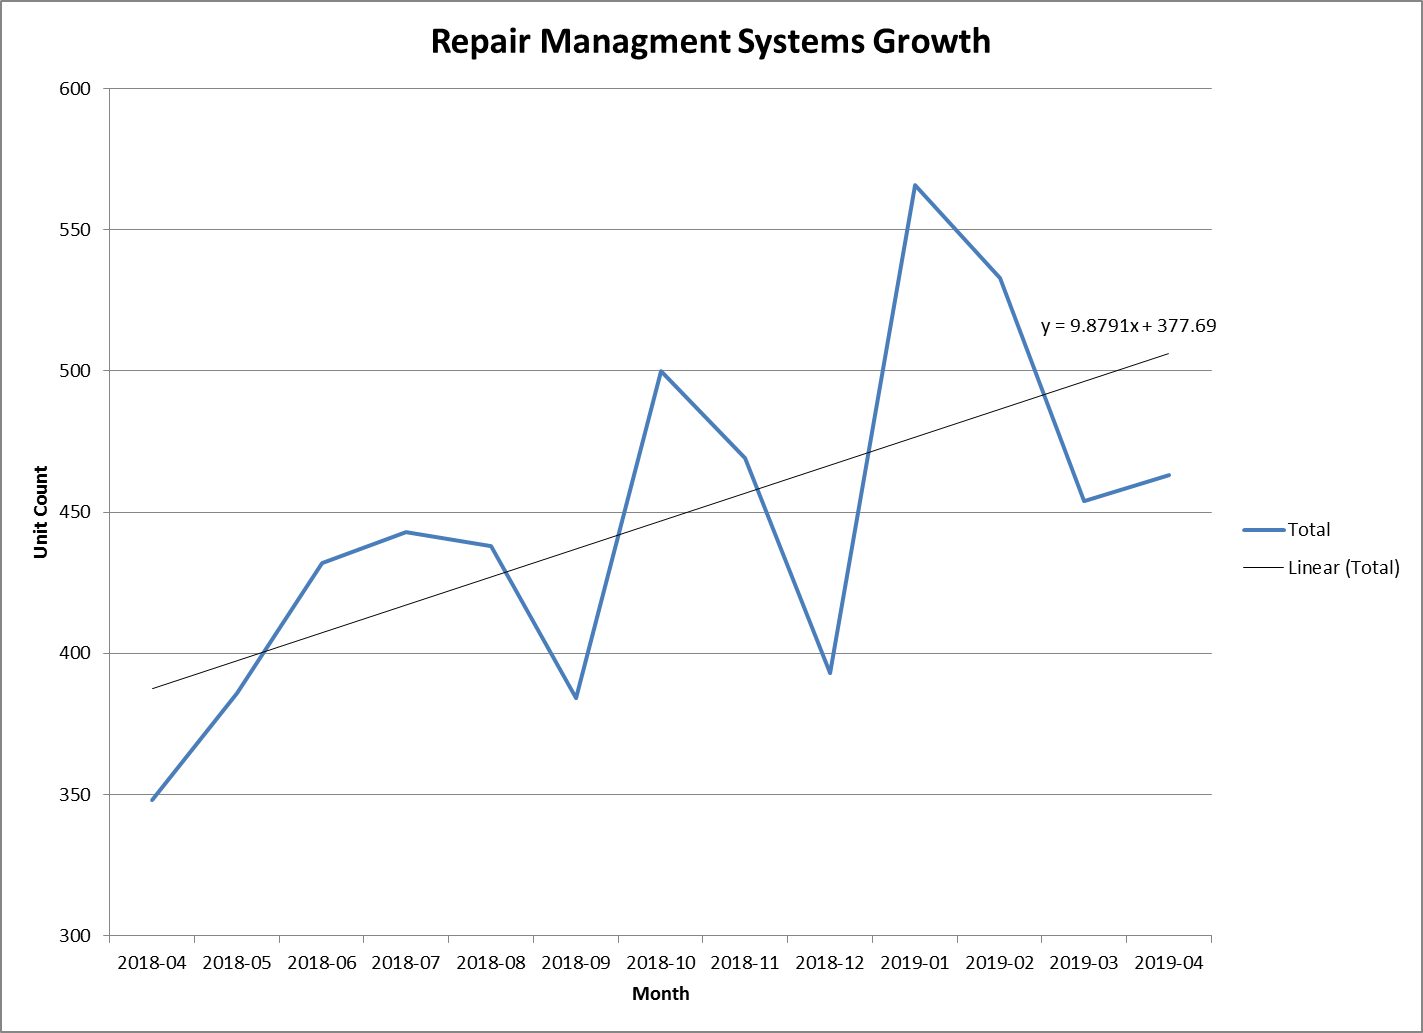 Repair Managment Systems Growth
600
550
500
450
400
350
300
Unit Count
y = 9.8791x + 377.69
Total
Linear (Total)
2018-04 2018-05 2018-06 2018-07 2018-08 2018-09 2018-10 2018-11 2018-12 2019-01 2019-02 2019-03 2019-04
Month